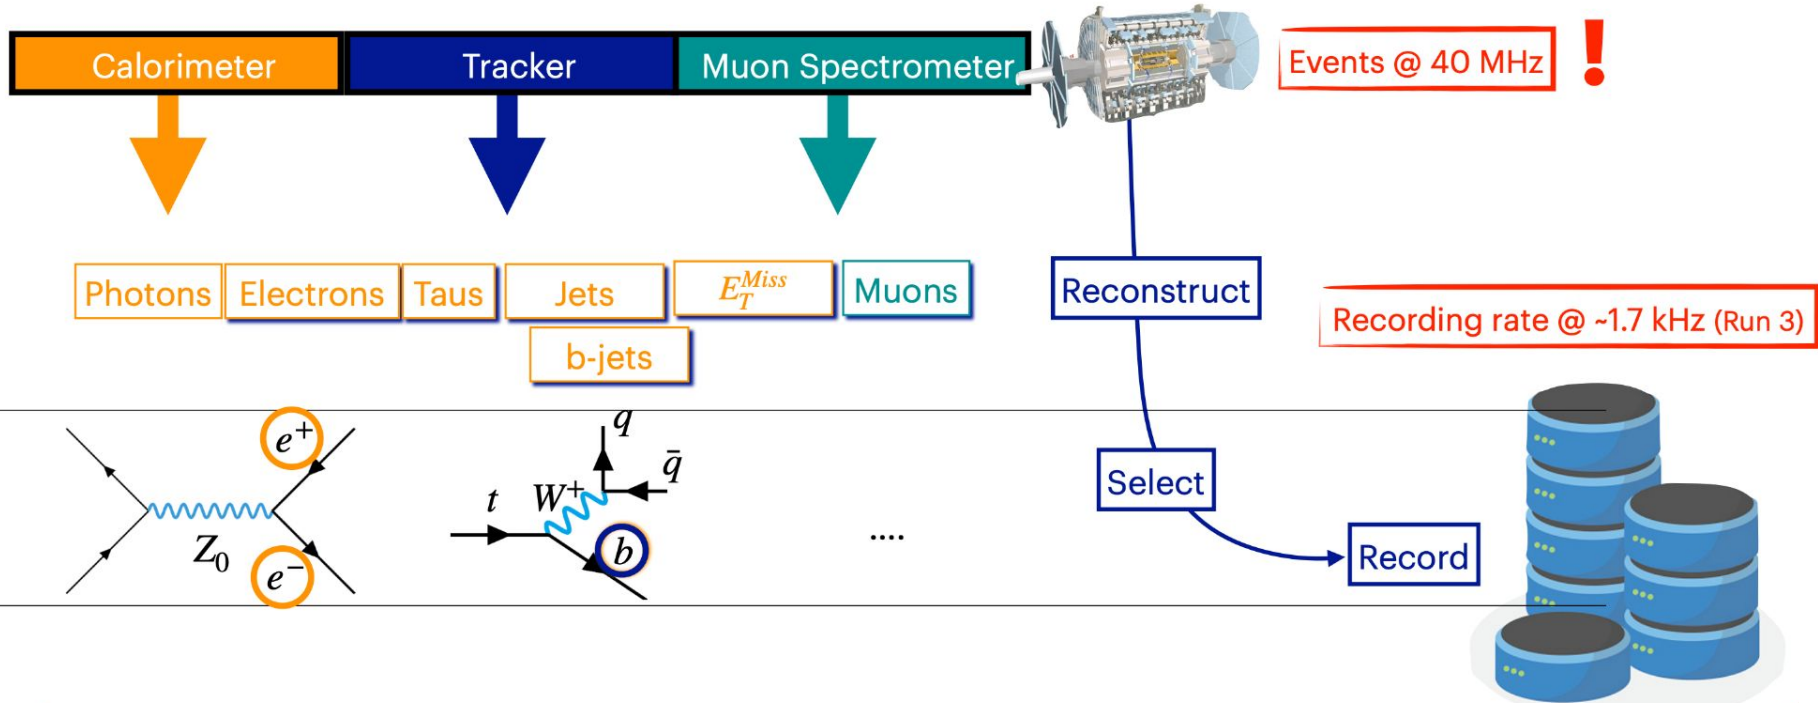 Calorimeter Tracker Muon Spectrometer
Events @ 40 MHz !
Photons Electrons Taus Jets E_T^{Miss} Muons
b-jets
Reconstruct
Recording rate @ ~1.7 kHz (Run 3)
e⁺
Z₀
e⁻
q
q̄
W⁺
t
b
....
Select
Record